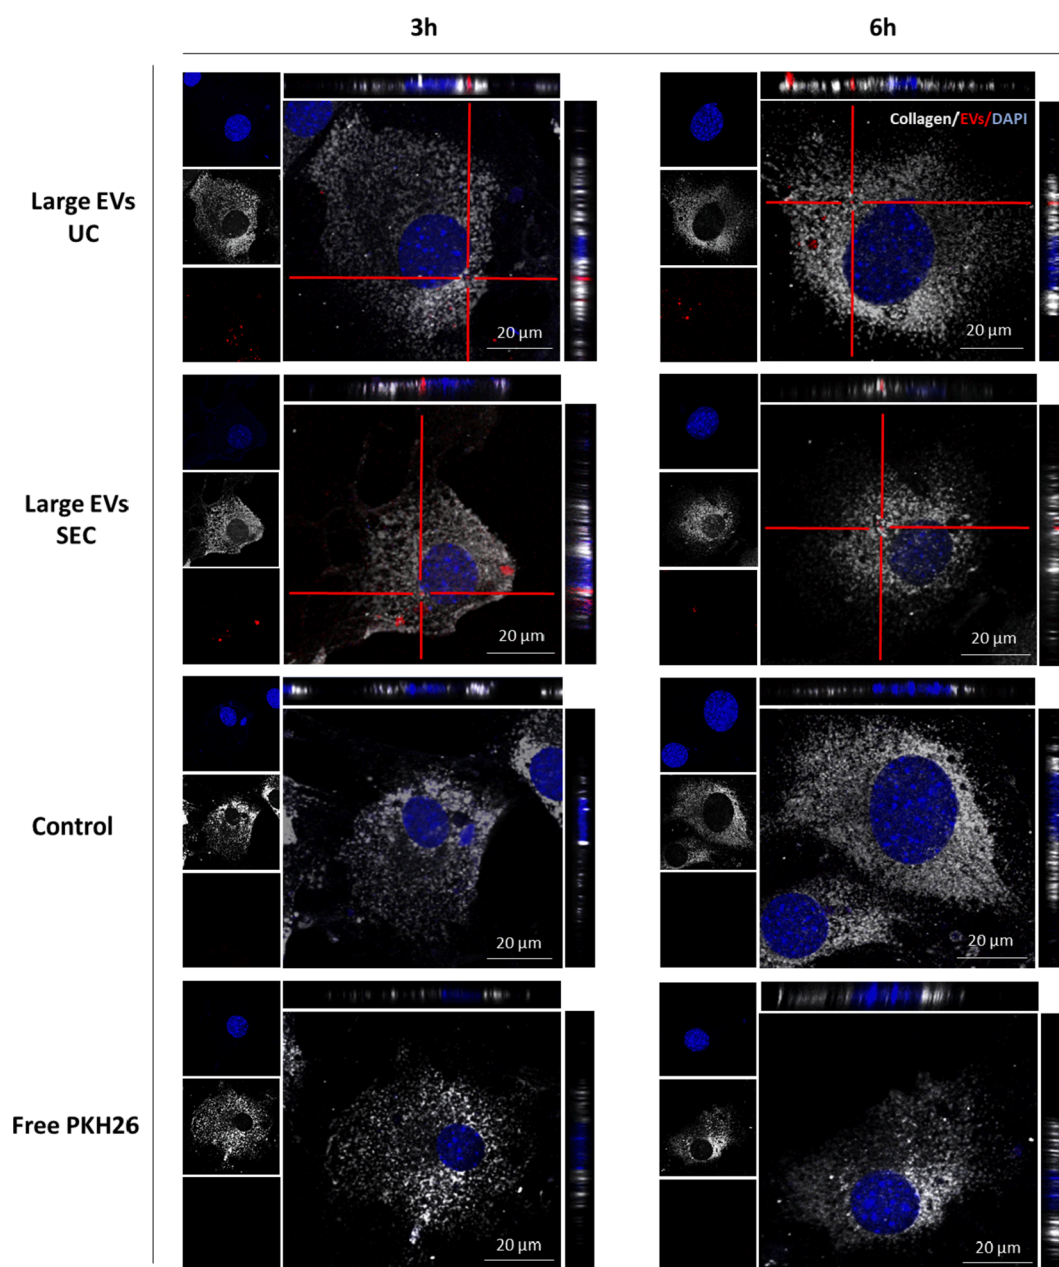 3h
6h
Large EVs
UC
Collagen/EVs/DAPI
20 µm
20 µm
Large EVs
SEC
20 µm
20 µm
Control
20 µm
20 µm
Free PKH26
20 µm
20 µm